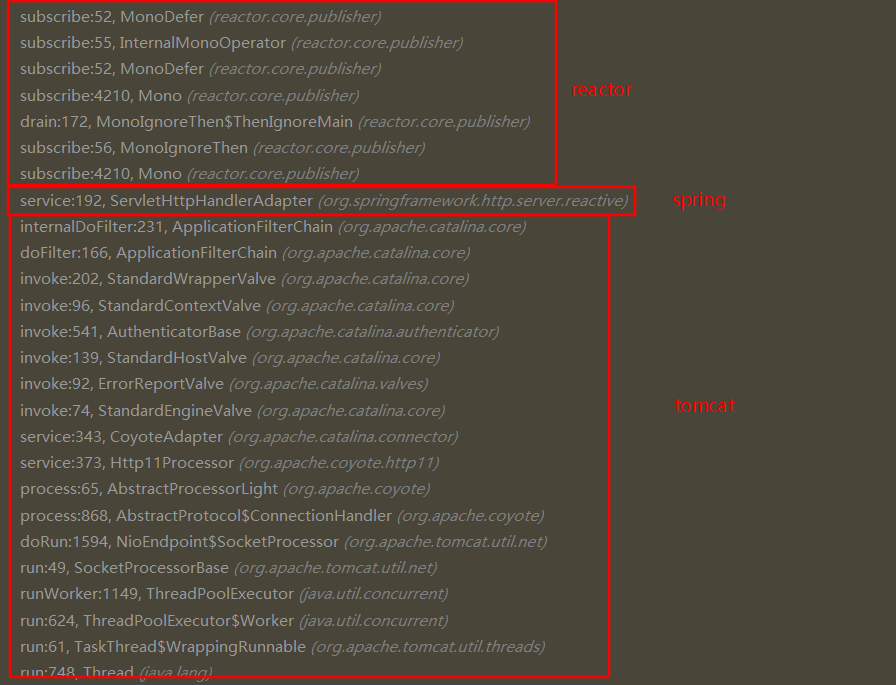 subscribe:52, MonoDefer (reactor.core.publisher)
subscribe:55, InternalMonoOperator (reactor.core.publisher)
subscribe:52, MonoDefer (reactor.core.publisher)
reactor
subscribe:4210, Mono (reactor.core.publisher)
drain:172, MonoIgnoreThen$ThenIgnoreMain (reactor.core.publisher)
subscribe:56, MonoIgnoreThen (reactor.core.publisher)
subscribe:4210, Mono (reactor.core.publisher)
service:192, ServletHttpHandlerAdapter (org.springframework.http.server.reactive)
spring
internalDoFilter:231, ApplicationFilterChain (org.apache.catalina.core)
doFilter:166, ApplicationFilterChain (org.apache.catalina.core)
invoke:202, StandardWrapperValve (org.apache.catalina.core)
invoke:96, StandardContextValve (org.apache.catalina.core)
invoke:541, AuthenticatorBase (org.apache.catalina.authenticator)
invoke:139, StandardHostValve (org.apache.catalina.core)
invoke:92, ErrorReportValve (org.apache.catalina.valves)
invoke:74, StandardEngineValve (org.apache.catalina.core)
tomcat
service:343, CoyoteAdapter (org.apache.catalina.connector)
service:373, Http11Processor (org.apache.coyote.http11)
process:65, AbstractProcessorLight (org.apache.coyote)
process:868, AbstractProtocol$ConnectionHandler (org.apache.coyote)
doRun:1594, NioEndpoint$SocketProcessor (org.apache.tomcat.util.net)
run:49, SocketProcessorBase (org.apache.tomcat.util.net)
runWorker:1149, ThreadPoolExecutor (java.util.concurrent)
run:624, ThreadPoolExecutor$Worker (java.util.concurrent)
run:61, TaskThread$WrappingRunnable (org.apache.tomcat.util.threads)
run:748, Thread (java.lang)